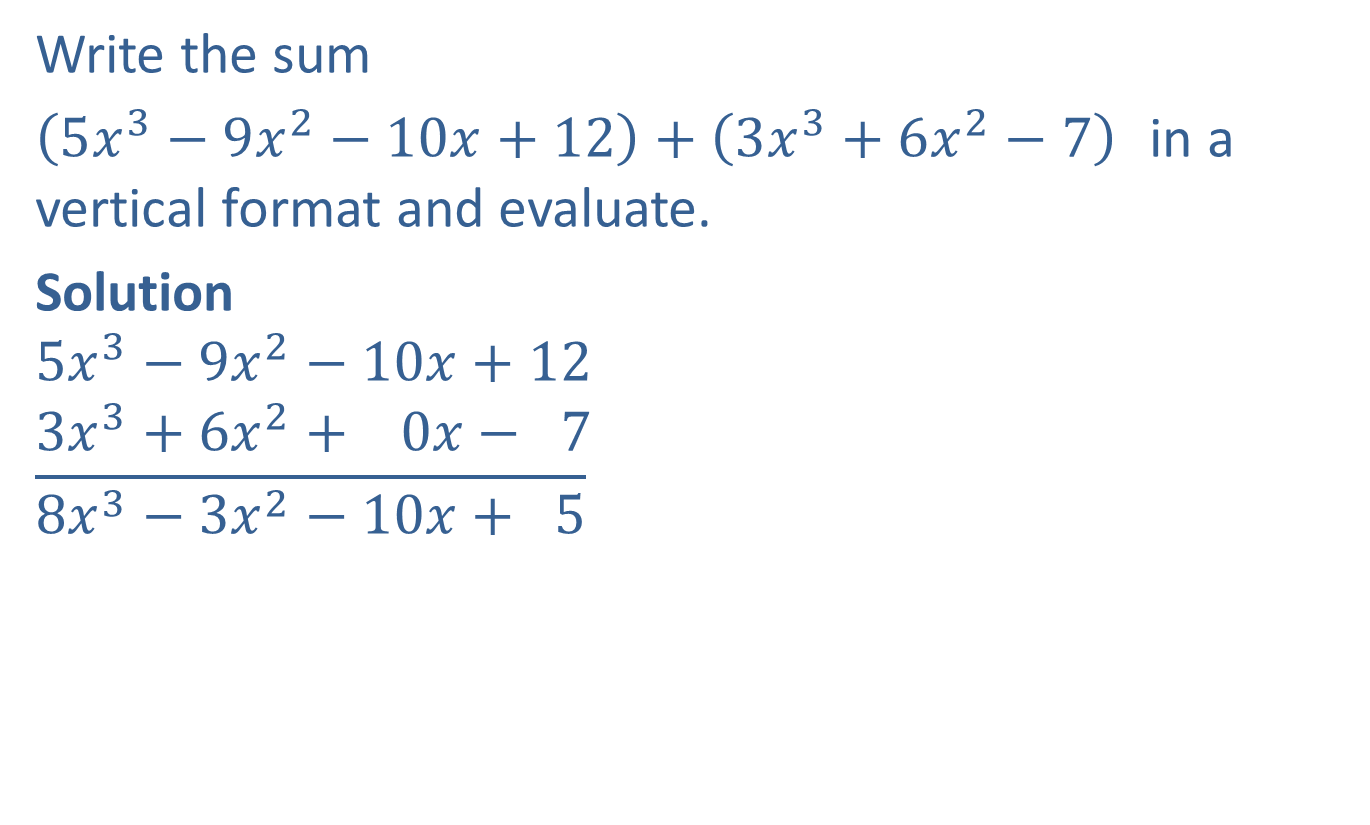 Write the sum
(5x³ − 9x² − 10x + 12) + (3x³ + 6x² − 7) in a
vertical format and evaluate.
Solution
5x³ − 9x² − 10x + 12
3x³ + 6x² + 0x − 7
8x³ − 3x² − 10x + 5